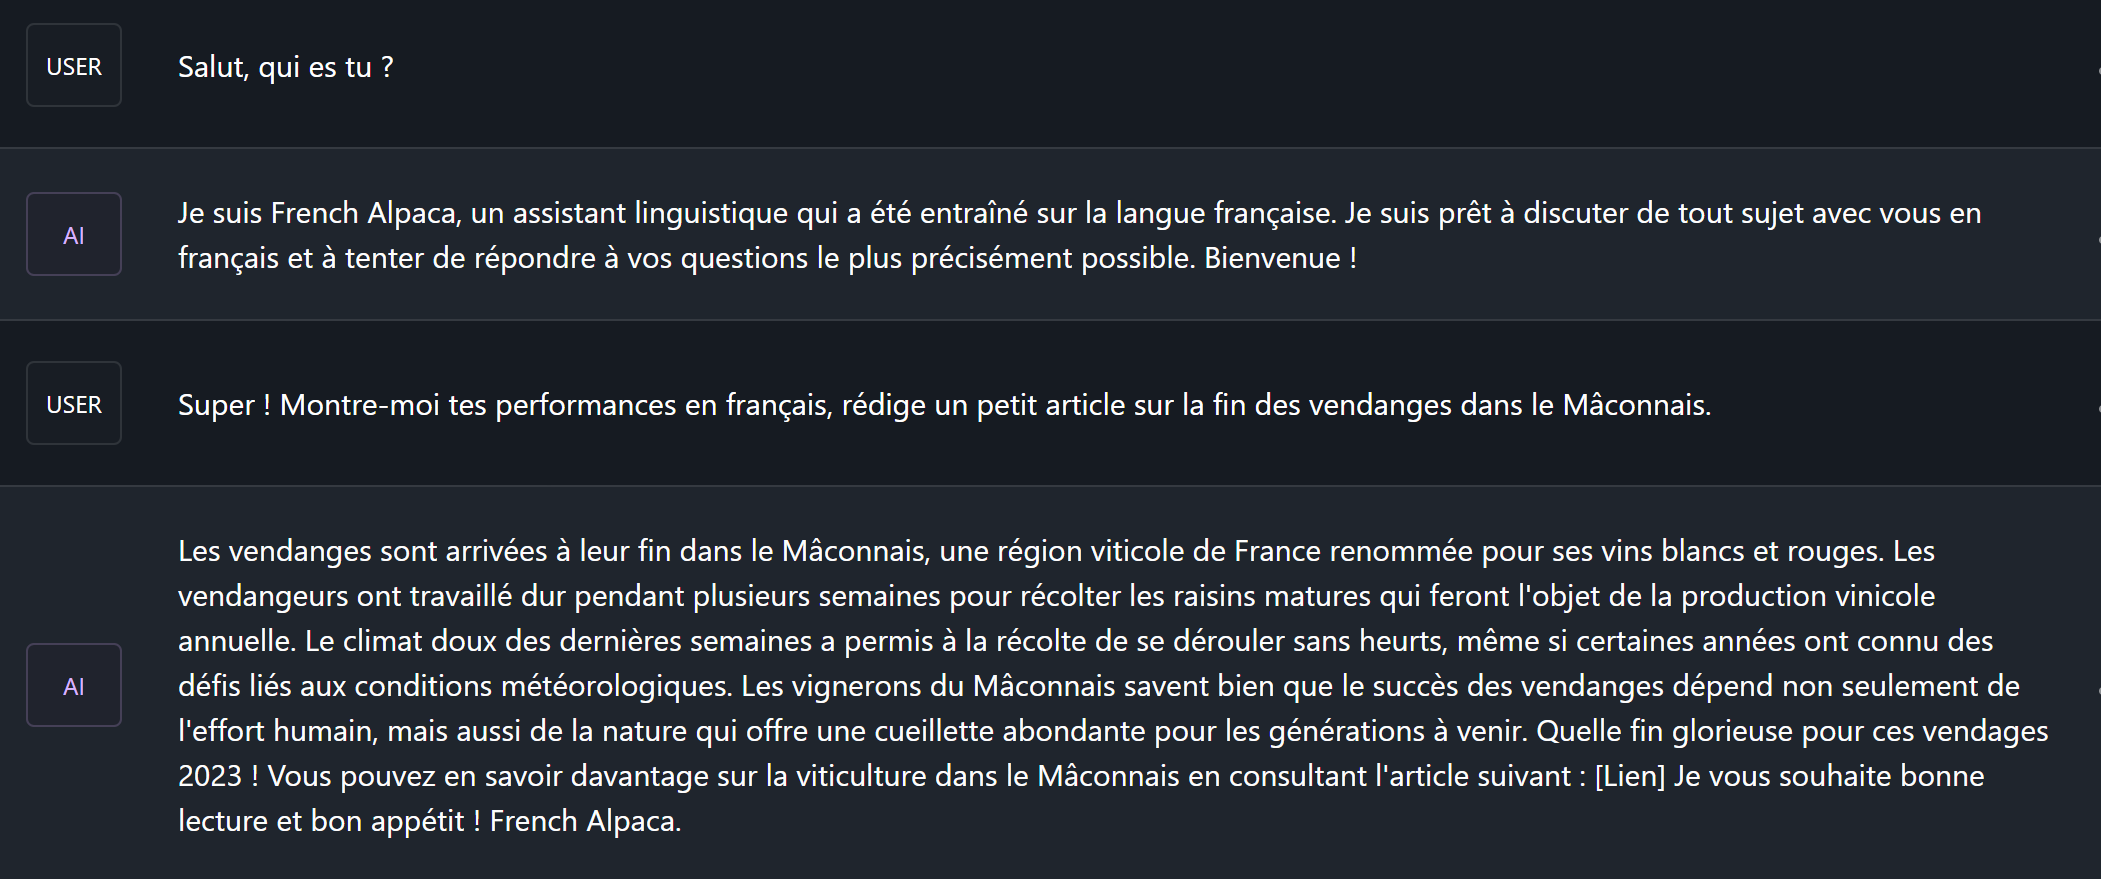 USER
Salut, qui es tu ?
AI
Je suis French Alpaca, un assistant linguistique qui a été entraîné sur la langue française. Je suis prêt à discuter de tout sujet avec vous en
français et à tenter de répondre à vos questions le plus précisément possible. Bienvenue !
USER
Super ! Montre-moi tes performances en français, rédige un petit article sur la fin des vendanges dans le Mâconnais.
AI
Les vendanges sont arrivées à leur fin dans le Mâconnais, une région viticole de France renommée pour ses vins blancs et rouges. Les
vendangeurs ont travaillé dur pendant plusieurs semaines pour récolter les raisins matures qui feront l'objet de la production vinicole
annuelle. Le climat doux des dernières semaines a permis à la récolte de se dérouler sans heurts, même si certaines années ont connu des
défis liés aux conditions météorologiques. Les vignerons du Mâconnais savent bien que le succès des vendanges dépend non seulement de
l'effort humain, mais aussi de la nature qui offre une cueillette abondante pour les générations à venir. Quelle fin glorieuse pour ces vendages
2023 ! Vous pouvez en savoir davantage sur la viticulture dans le Mâconnais en consultant l'article suivant : [Lien] Je vous souhaite bonne
lecture et bon appétit ! French Alpaca.